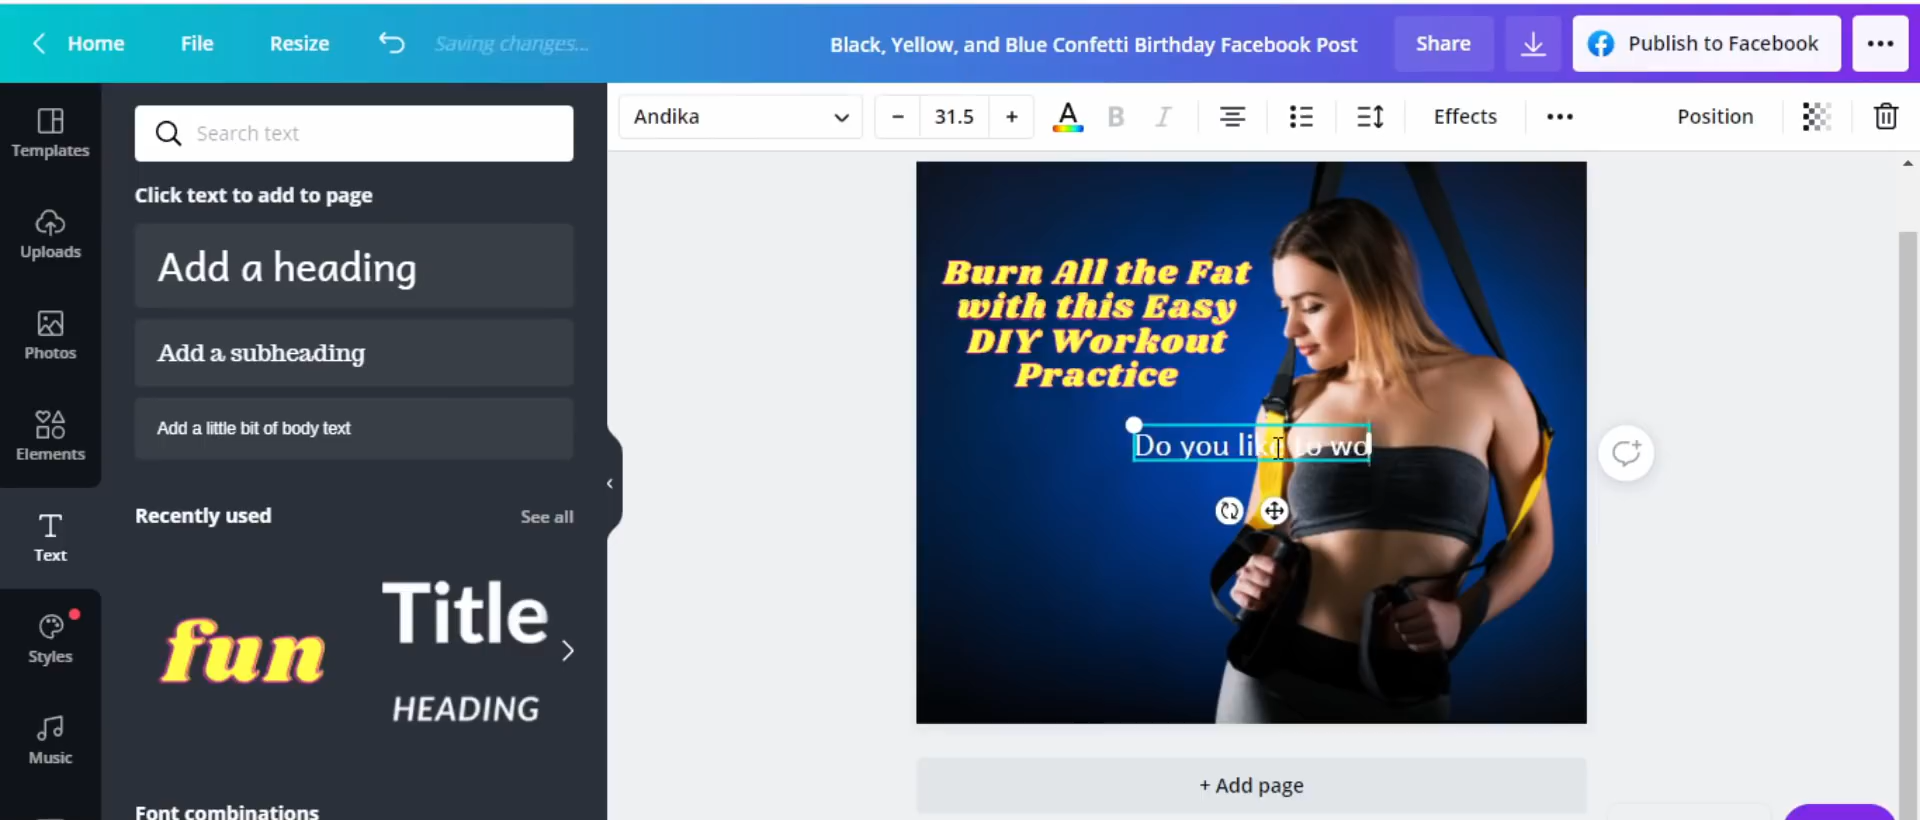 Home File Resize Saving changes... Black, Yellow, and Blue Confetti Birthday Facebook Post Share Publish to Facebook
Andika 31.5 A B I Effects Position
Templates
Uploads
Photos
Elements
Text
Styles
Music
Search text
Click text to add to page
Add a heading
Add a subheading
Add a little bit of body text
Recently used See all
fun
Title
HEADING
Font combinations
Burn All the Fat
with this Easy
DIY Workout
Practice
Do you like to wo
+ Add page